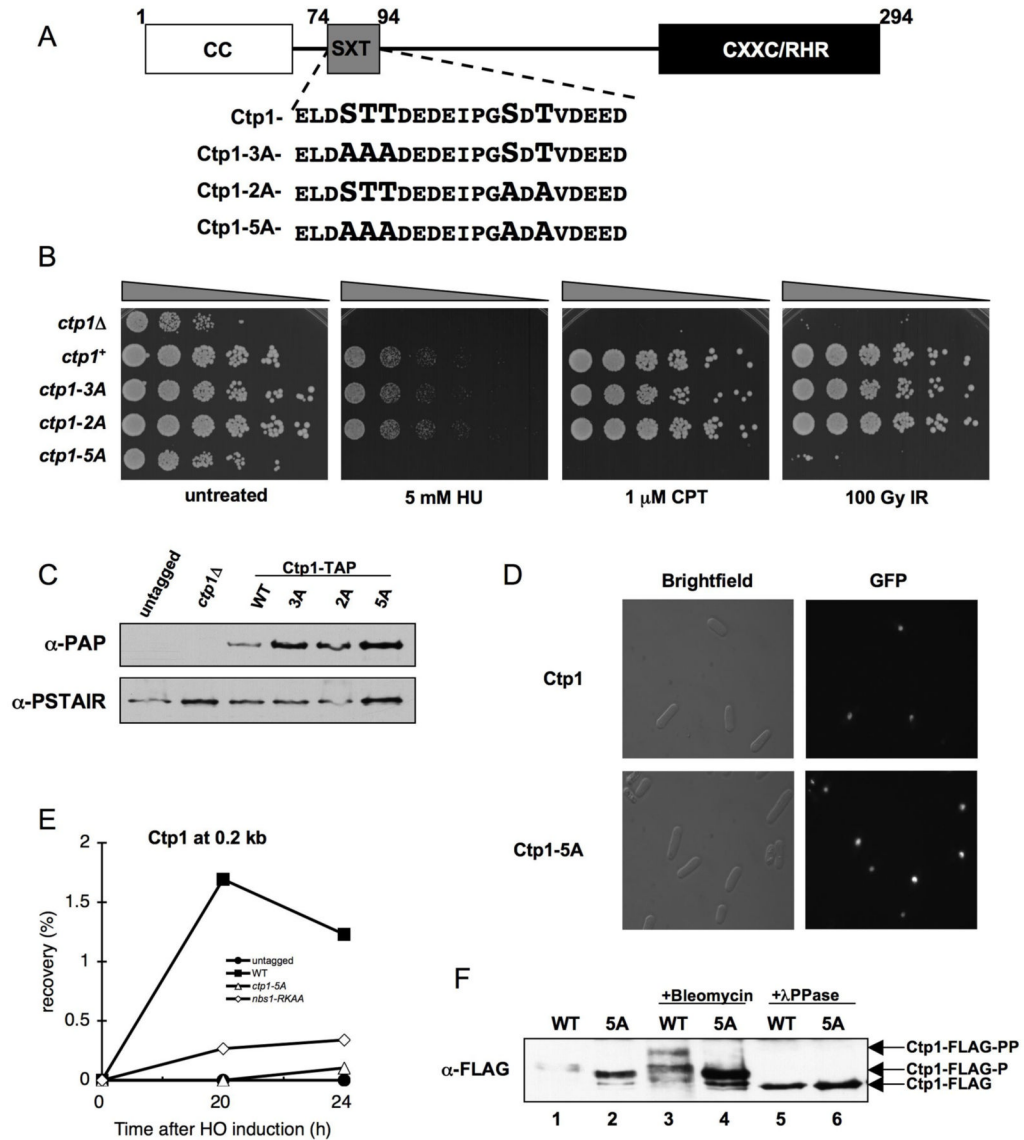 A
1 74 94 294
CC SXT CXXC/RHR
Ctp1- ELDSTTDEDEIPGSDTVDEED
Ctp1-3A- ELDAAADEDEIPGSDTVDEED
Ctp1-2A- ELDSTTDEDEIPGADAVDEED
Ctp1-5A- ELDAAADEDEIPGADAVDEED
B
ctp1Δ
ctp1⁺
ctp1-3A
ctp1-2A
ctp1-5A
untreated 5 mM HU 1 μM CPT 100 Gy IR
C
untagged ctp1Δ Ctp1-TAP
WT 3A 2A 5A
α-PAP
α-PSTAIR
D
Brightfield GFP
Ctp1
Ctp1-5A
E
Ctp1 at 0.2 kb
2
1.5
1
0.5
0
recovery (%)
untagged
WT
ctp1-5A
nbs1-RKAA
0 20 24
Time after HO induction (h)
F
+Bleomycin +λPPase
WT 5A WT 5A WT 5A
α-FLAG
Ctp1-FLAG-PP
Ctp1-FLAG-P
Ctp1-FLAG
1 2 3 4 5 6